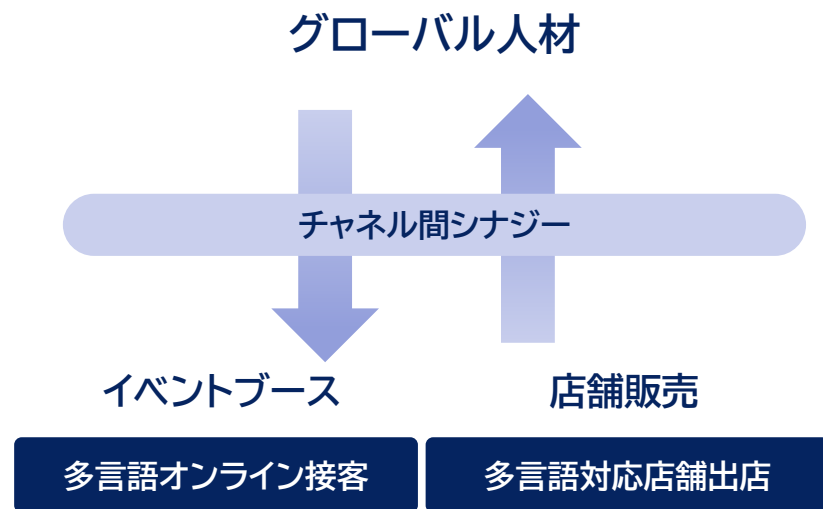 グローバル人材
チャネル間シナジー
イベントブース
店舗販売
多言語オンライン接客
多言語対応店舗出店